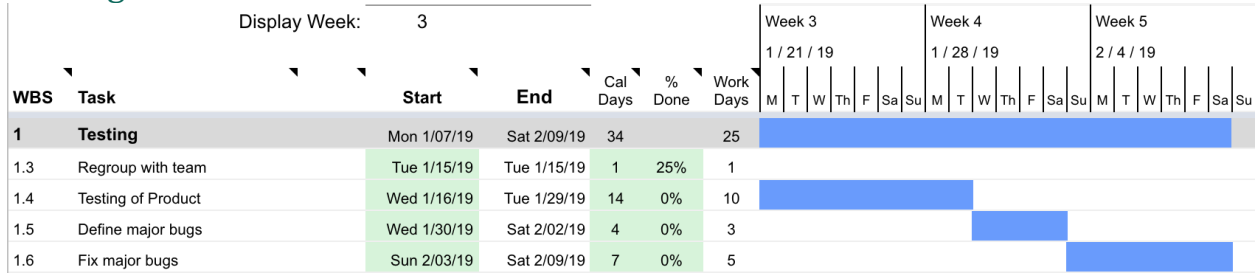 Display Week: 3
Week 3 Week 4 Week 5
1 / 21 / 19 1 / 28 / 19 2 / 4 / 19
WBS Task Start End Cal Days % Done Work Days M T W Th F Sa Su M T W Th F Sa Su M T W Th F Sa Su
1 Testing Mon 1/07/19 Sat 2/09/19 34 25
1.3 Regroup with team Tue 1/15/19 Tue 1/15/19 1 25% 1
1.4 Testing of Product Wed 1/16/19 Tue 1/29/19 14 0% 10
1.5 Define major bugs Wed 1/30/19 Sat 2/02/19 4 0% 3
1.6 Fix major bugs Sun 2/03/19 Sat 2/09/19 7 0% 5